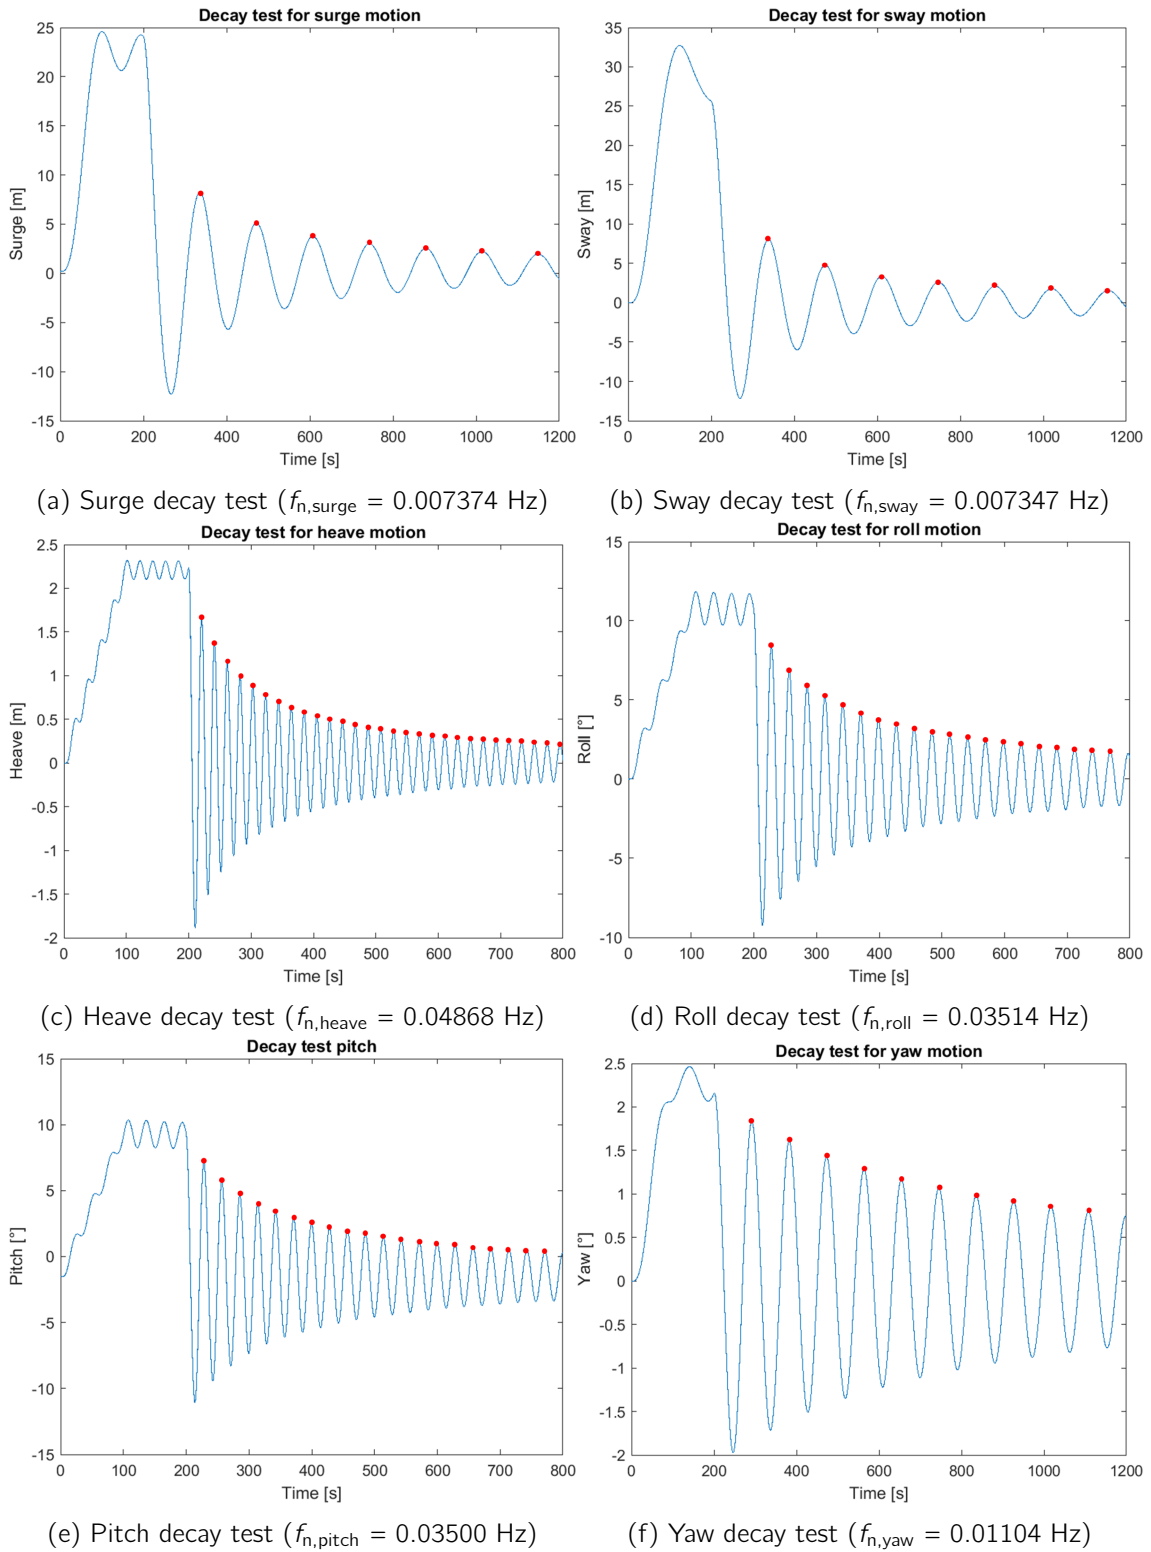 Decay test for surge motion
25
20
15
10
5
0
-5
-10
-15
Surge [m]
0 200 400 600 800 1000 1200
Time [s]
(a) Surge decay test (fn,surge = 0.007374 Hz)
Decay test for sway motion
35
30
25
20
15
10
5
0
-5
-10
-15
Sway [m]
0 200 400 600 800 1000 1200
Time [s]
(b) Sway decay test (fn,sway = 0.007347 Hz)
Decay test for heave motion
2.5
2
1.5
1
0.5
0
-0.5
-1
-1.5
-2
Heave [m]
0 100 200 300 400 500 600 700 800
Time [s]
(c) Heave decay test (fn,heave = 0.04868 Hz)
Decay test for roll motion
15
10
5
0
-5
-10
Roll [°]
0 100 200 300 400 500 600 700 800
Time [s]
(d) Roll decay test (fn,roll = 0.03514 Hz)
Decay test pitch
15
10
5
0
-5
-10
-15
Pitch [°]
0 100 200 300 400 500 600 700 800
Time [s]
(e) Pitch decay test (fn,pitch = 0.03500 Hz)
Decay test for yaw motion
2.5
2
1.5
1
0.5
0
-0.5
-1
-1.5
-2
Yaw [°]
0 200 400 600 800 1000 1200
Time [s]
(f) Yaw decay test (fn,yaw = 0.01104 Hz)